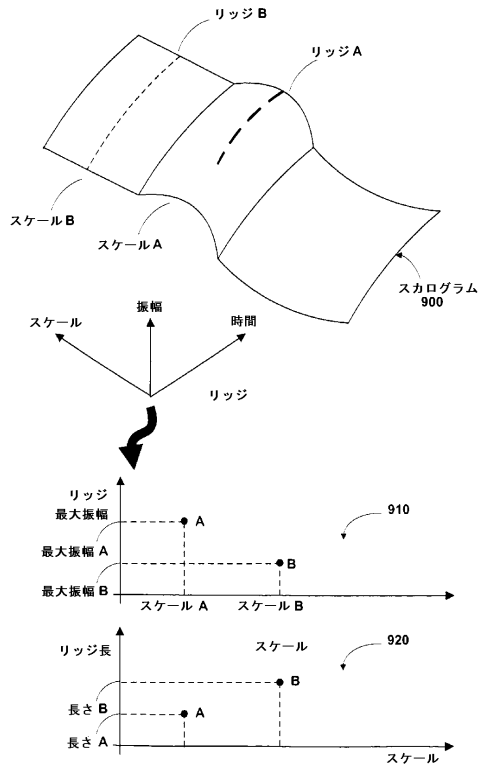 リッジ B
リッジ A
スケール B
スケール A
スカログラム
900
振幅
スケール
時間
リッジ
リッジ
最大振幅
最大振幅 A
最大振幅 B
A
B
910
スケール A
スケール B
スケール
リッジ長
長さ B
長さ A
B
A
920
スケール